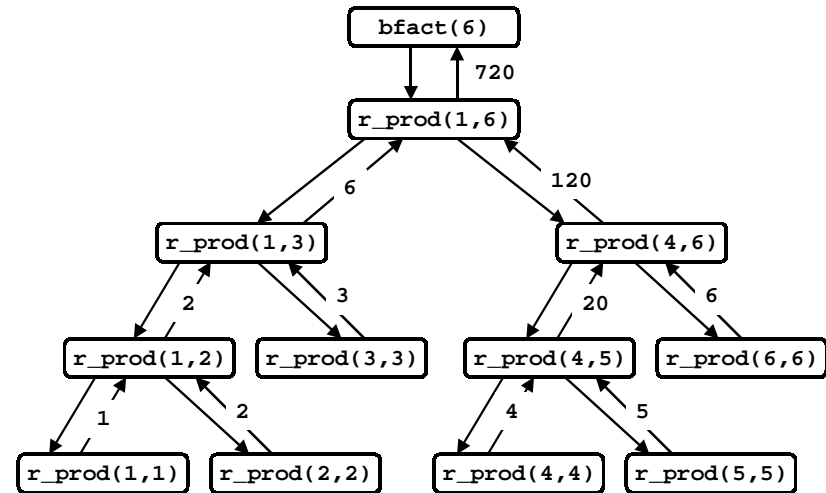 bfact(6)
720
r_prod(1,6)
6
120
r_prod(1,3)
r_prod(4,6)
2
3
20
6
r_prod(1,2)
r_prod(3,3)
r_prod(4,5)
r_prod(6,6)
1
2
4
5
r_prod(1,1)
r_prod(2,2)
r_prod(4,4)
r_prod(5,5)